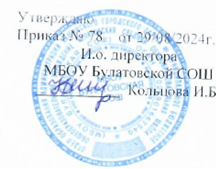 Утверждаю
Приказ № 78 от 29/08/2024г.
И.о. директора
МБОУ Булатовской СОШ
Кольцова И.Б